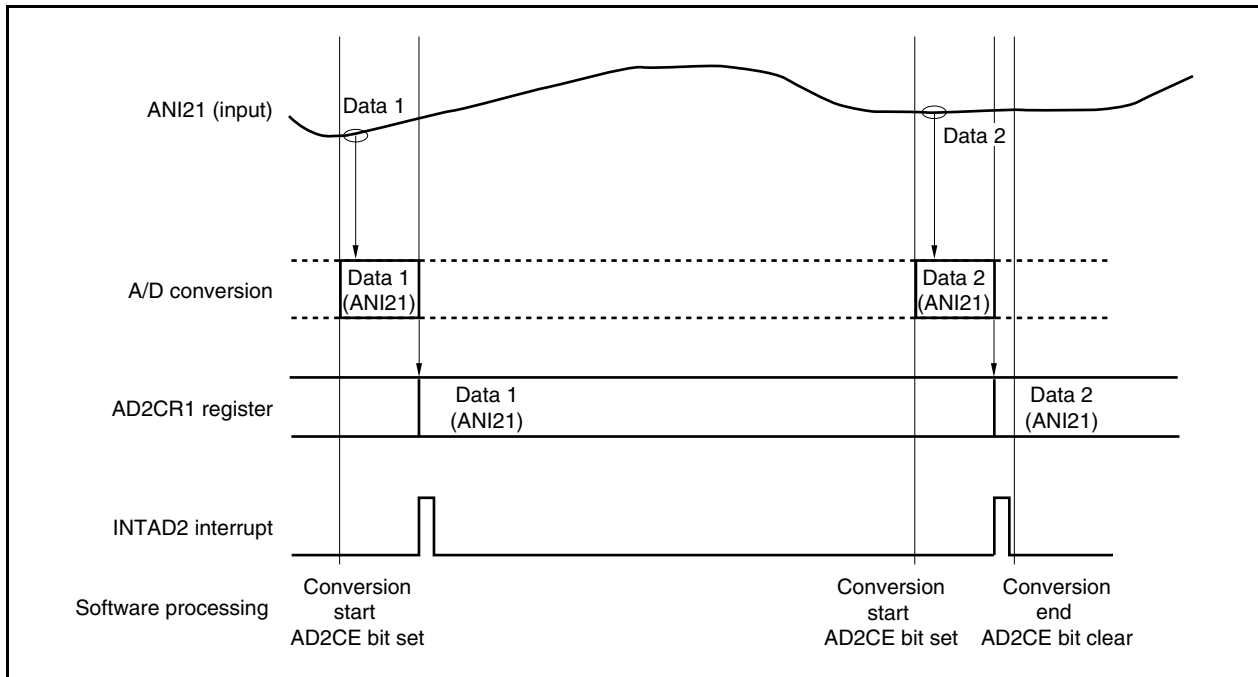 ANI21 (input)
Data 1
Data 2
A/D conversion
Data 1
(ANI21)
Data 2
(ANI21)
AD2CR1 register
Data 1
(ANI21)
Data 2
(ANI21)
INTAD2 interrupt
Software processing
Conversion
start
AD2CE bit set
Conversion
start
AD2CE bit set
Conversion
end
AD2CE bit clear